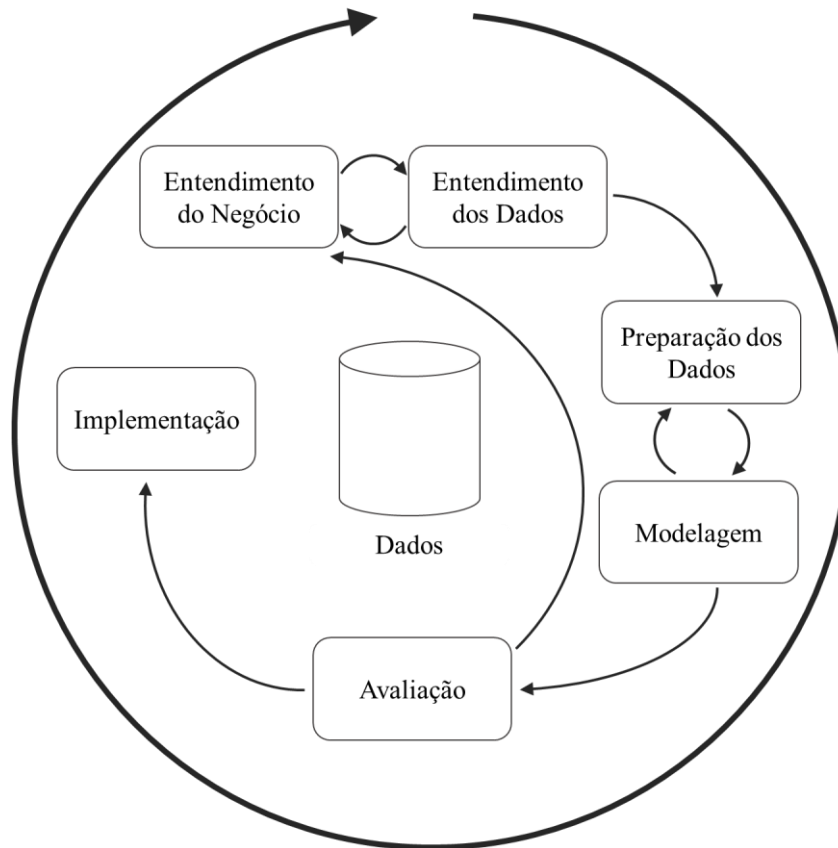 Entendimento
do Negócio
Entendimento
dos Dados
Preparação dos
Dados
Implementação
Dados
Modelagem
Avaliação